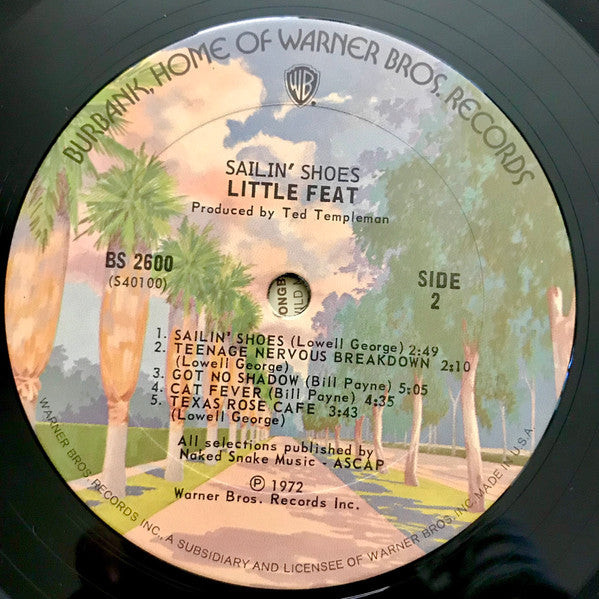 BURBANK, HOME OF WARNER BROS. RECORDS
WB
SAILIN' SHOES
LITTLE FEAT
Produced by Ted Templeman
BS 2600
(S40100)
SIDE
2
1. SAILIN' SHOES (Lowell George) 2:49
2. TEENAGE NERVOUS BREAKDOWN 2:10
(Lowell George)
3. GOT NO SHADOW (Bill Payne) 5:05
4. CAT FEVER (Bill Payne) 4:35
5. TEXAS ROSE CAFE 3:43
(Lowell George)
All selections published by
Naked Snake Music - ASCAP
℗ 1972
Warner Bros. Records Inc.
WARNER BROS. RECORDS INC., A SUBSIDIARY AND LICENSEE OF WARNER BROS. INC. MADE IN U.S.A.